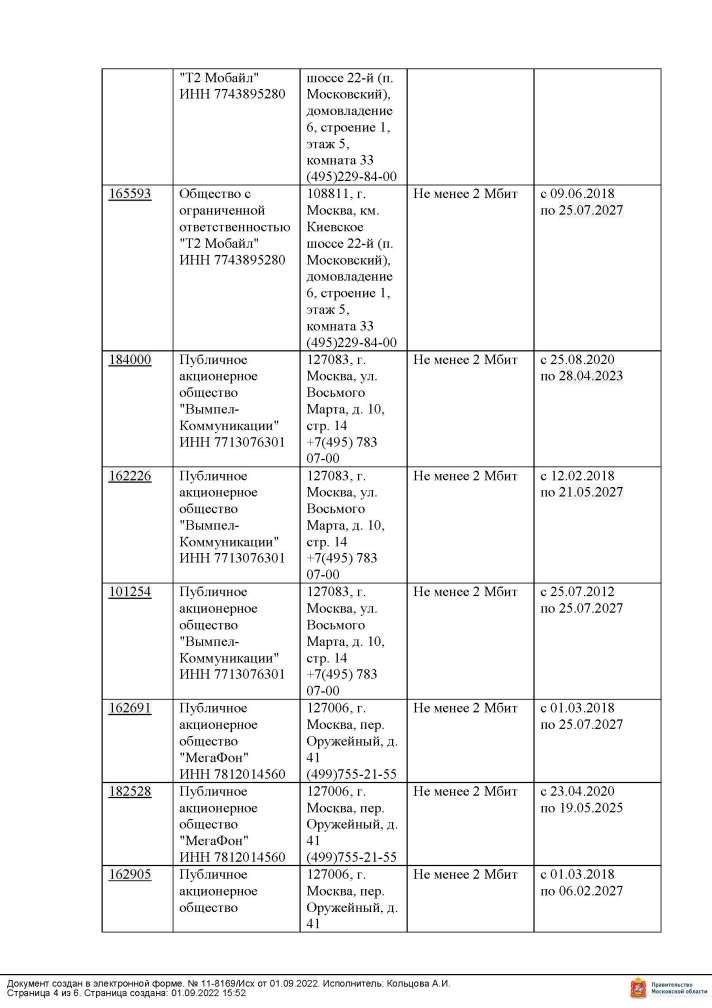 "Т2 Мобайл"
ИНН 7743895280
шоссе 22-й (п.
Московский),
домовладение
6, строение 1,
этаж 5,
комната 33
(495)229-84-00
165593
Общество с
ограниченной
ответственностью
"Т2 Мобайл"
ИНН 7743895280
108811, г.
Москва, км.
Киевское
шоссе 22-й (п.
Московский),
домовладение
6, строение 1,
этаж 5,
комната 33
(495)229-84-00
Не менее 2 Мбит
с 09.06.2018
по 25.07.2027
184000
Публичное
акционерное
общество
"Вымпел-
Коммуникации"
ИНН 7713076301
127083, г.
Москва, ул.
Восьмого
Марта, д. 10,
стр. 14
+7(495) 783
07-00
Не менее 2 Мбит
с 25.08.2020
по 28.04.2023
162226
Публичное
акционерное
общество
"Вымпел-
Коммуникации"
ИНН 7713076301
127083, г.
Москва, ул.
Восьмого
Марта, д. 10,
стр. 14
+7(495) 783
07-00
Не менее 2 Мбит
с 12.02.2018
по 21.05.2027
101254
Публичное
акционерное
общество
"Вымпел-
Коммуникации"
ИНН 7713076301
127083, г.
Москва, ул.
Восьмого
Марта, д. 10,
стр. 14
+7(495) 783
07-00
Не менее 2 Мбит
с 25.07.2012
по 25.07.2027
162691
Публичное
акционерное
общество
"МегаФон"
ИНН 7812014560
127006, г.
Москва, пер.
Оружейный, д.
41
(499)755-21-55
Не менее 2 Мбит
с 01.03.2018
по 25.07.2027
182528
Публичное
акционерное
общество
"МегаФон"
ИНН 7812014560
127006, г.
Москва, пер.
Оружейный, д.
41
(499)755-21-55
Не менее 2 Мбит
с 23.04.2020
по 19.05.2025
162905
Публичное
акционерное
общество
127006, г.
Москва, пер.
Оружейный, д.
41
Не менее 2 Мбит
с 01.03.2018
по 06.02.2027
Документ создан в электронной форме. № 11-8169/Исх от 01.09.2022. Исполнитель: Кольцова А.И.
Страница 4 из 6. Страница создана: 01.09.2022 15:52
Правительство
Московской области